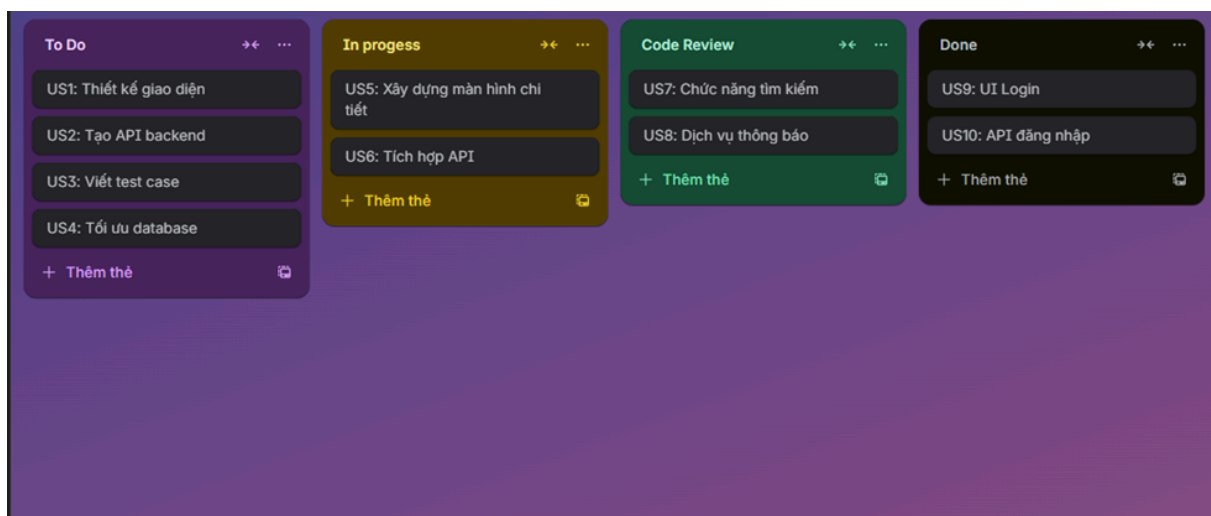 To Do
US1: Thiết kế giao diện
US2: Tạo API backend
US3: Viết test case
US4: Tối ưu database
+ Thêm thẻ
In progess
US5: Xây dựng màn hình chi
tiết
US6: Tích hợp API
+ Thêm thẻ
Code Review
US7: Chức năng tìm kiếm
US8: Dịch vụ thông báo
+ Thêm thẻ
Done
US9: UI Login
US10: API đăng nhập
+ Thêm thẻ